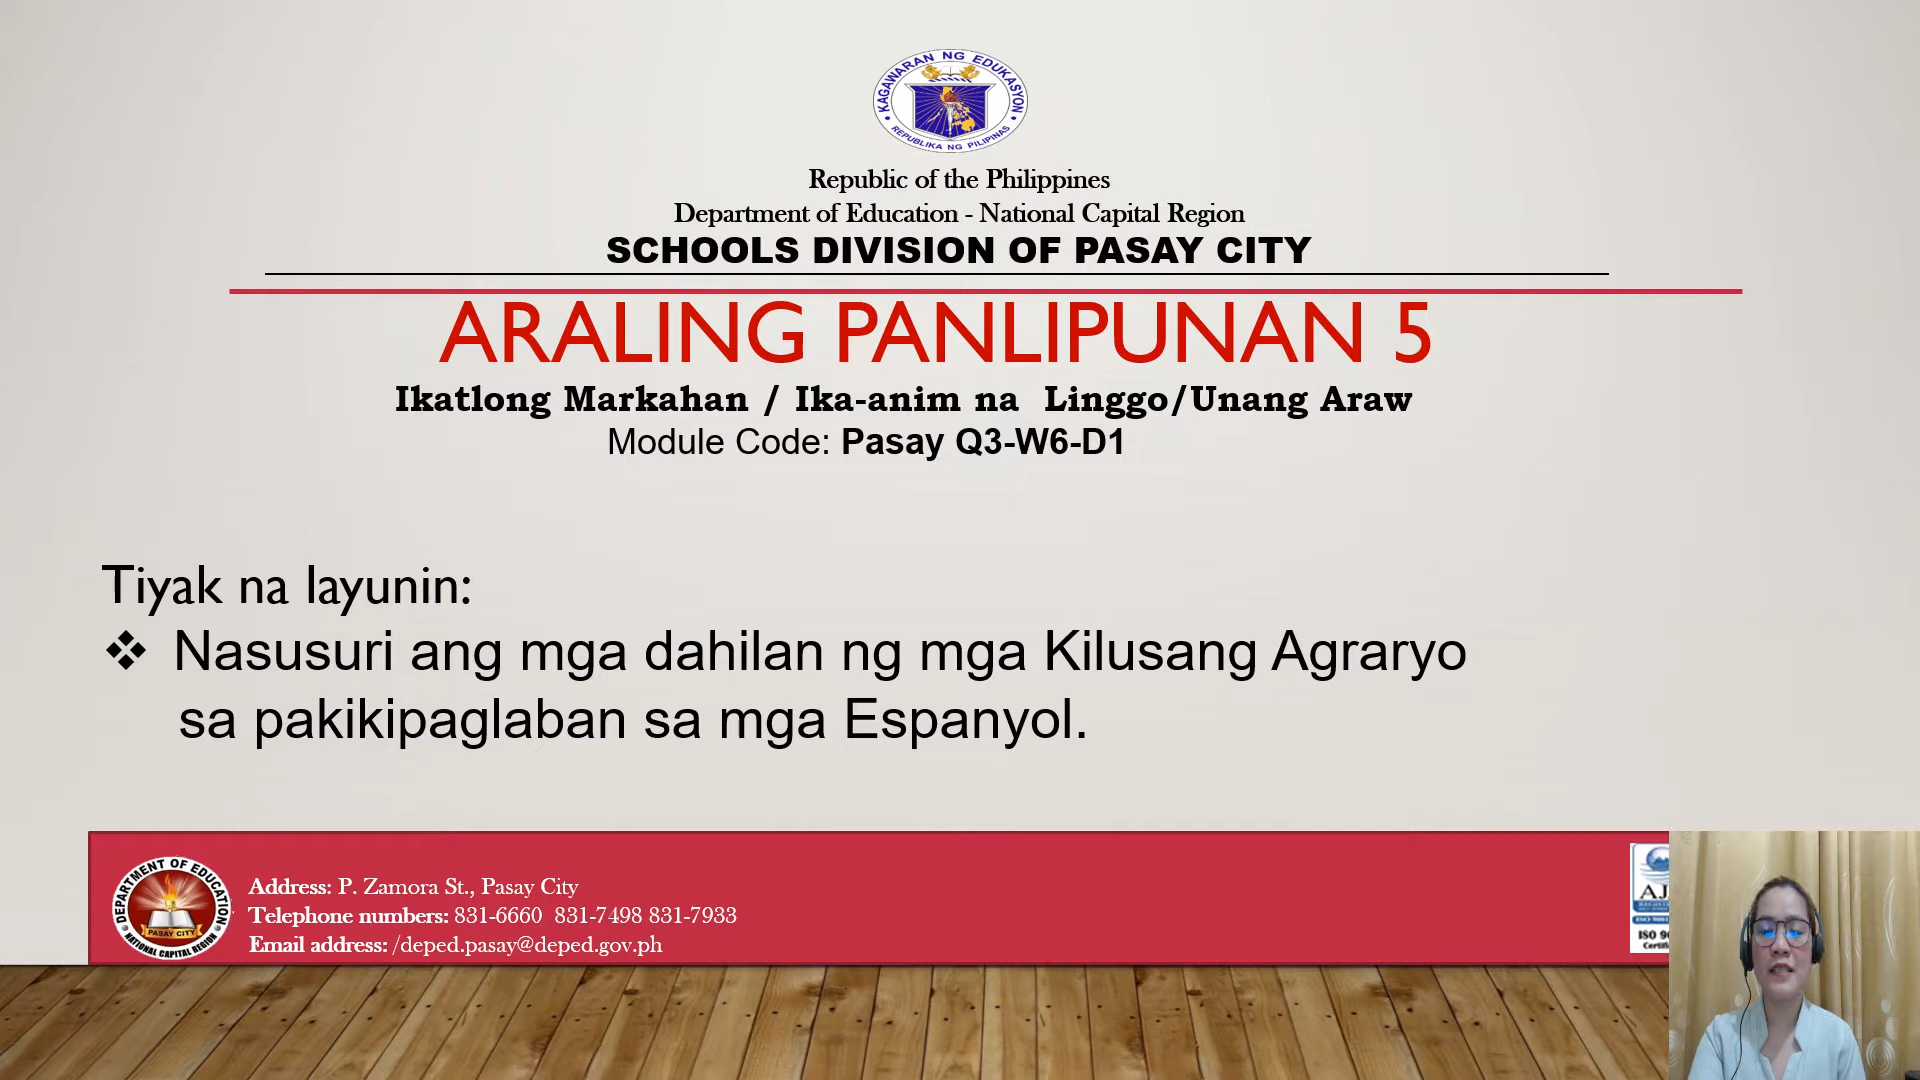 KAGAWARAN NG EDUKASYON
REPUBLIKA NG PILIPINAS
Republic of the Philippines
Department of Education - National Capital Region
SCHOOLS DIVISION OF PASAY CITY
ARALING PANLIPUNAN 5
Ikatlong Markahan / Ika-anim na Linggo/Unang Araw
Module Code: Pasay Q3-W6-D1
Tiyak na layunin:
❖ Nasusuri ang mga dahilan ng mga Kilusang Agraryo
sa pakikipaglaban sa mga Espanyol.
DEPARTMENT OF EDUCATION
PASAY CITY
NATIONAL CAPITAL REGION
Address: P. Zamora St., Pasay City
Telephone numbers: 831-6660 831-7498 831-7933
Email address: /deped.pasay@deped.gov.ph